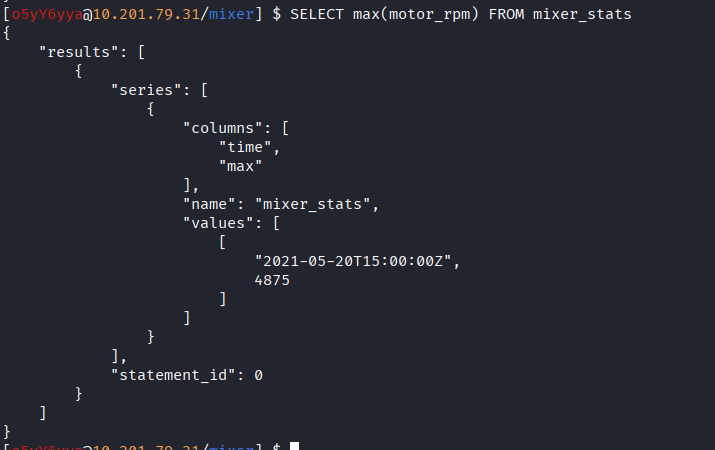 [o5yY6yya@10.201.79.31/mixer] $ SELECT max(motor_rpm) FROM mixer_stats
{
    "results": [
        {
            "series": [
                {
                    "columns": [
                        "time",
                        "max"
                    ],
                    "name": "mixer_stats",
                    "values": [
                        [
                            "2021-05-20T15:00:00Z",
                            4875
                        ]
                    ]
                }
            ],
            "statement_id": 0
        }
    ]
}
[o5yY6yya@10.201.79.31/mixer] $